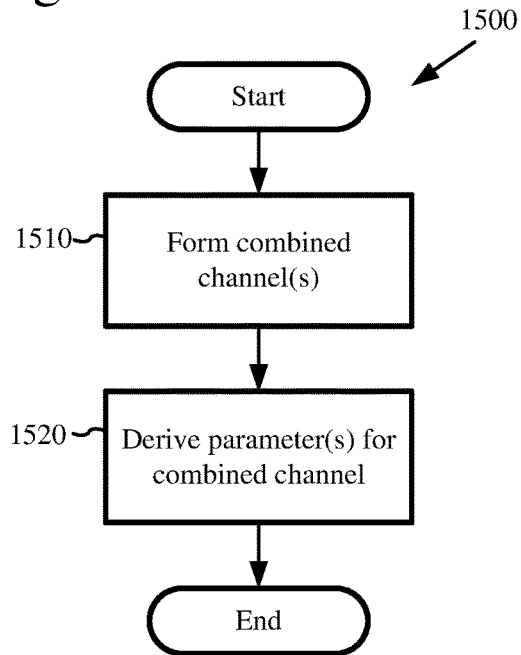 1500
Start
1510
Form combined
channel(s)
1520
Derive parameter(s) for
combined channel
End